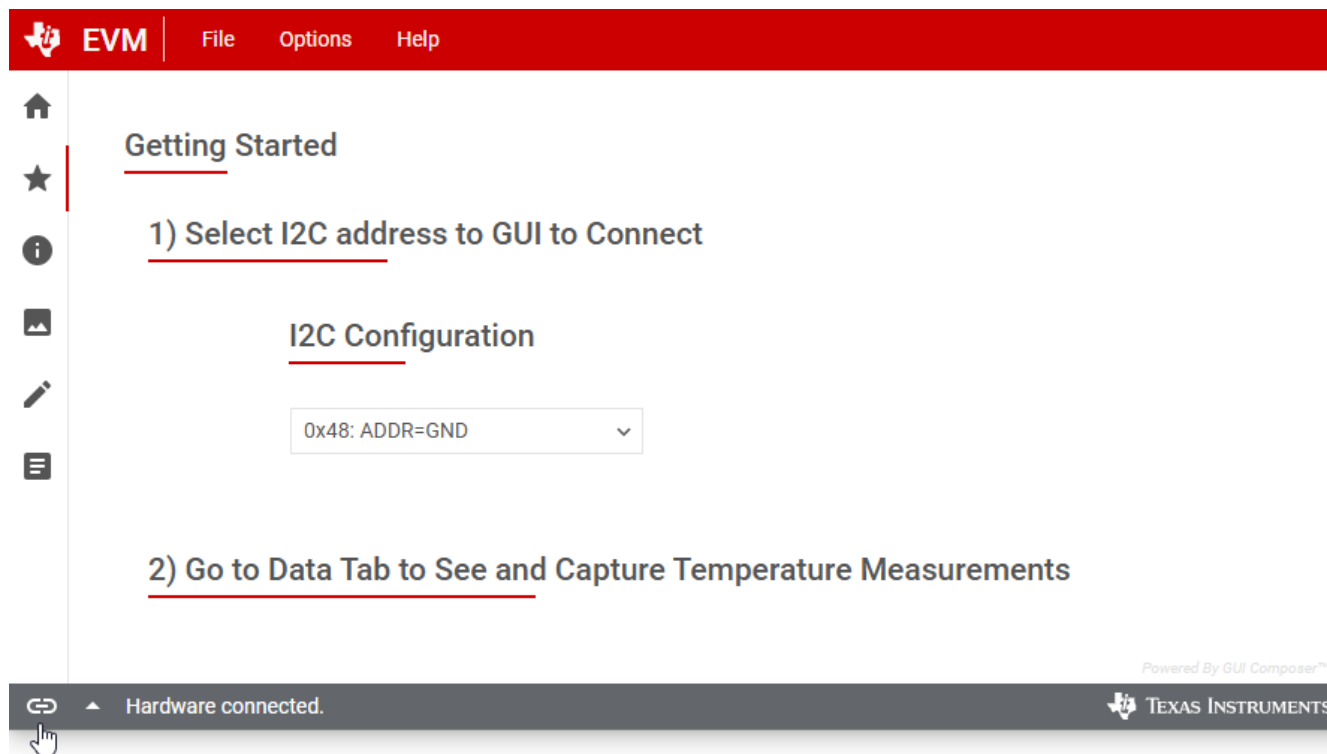 EVM File Options Help
Getting Started
1) Select I2C address to GUI to Connect
I2C Configuration
0x48: ADDR=GND
2) Go to Data Tab to See and Capture Temperature Measurements
Powered By GUI Composer™
Hardware connected. TEXAS INSTRUMENTS